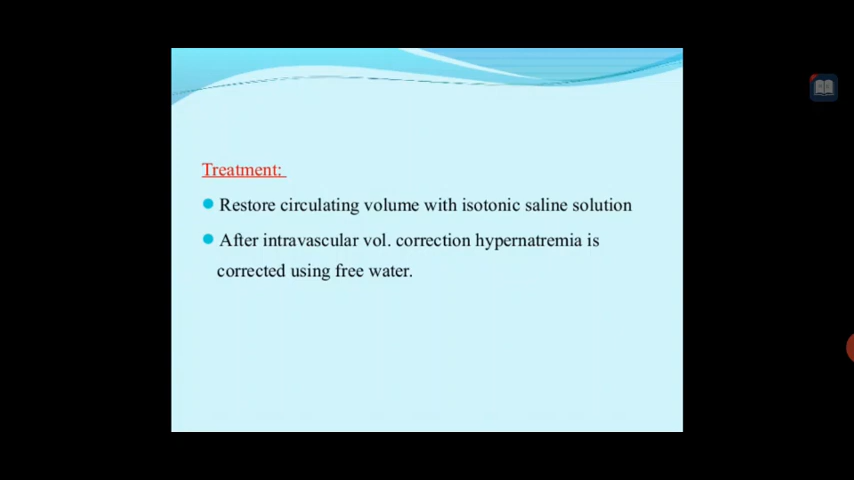 Treatment:
Restore circulating volume with isotonic saline solution
After intravascular vol. correction hypernatremia is
corrected using free water.